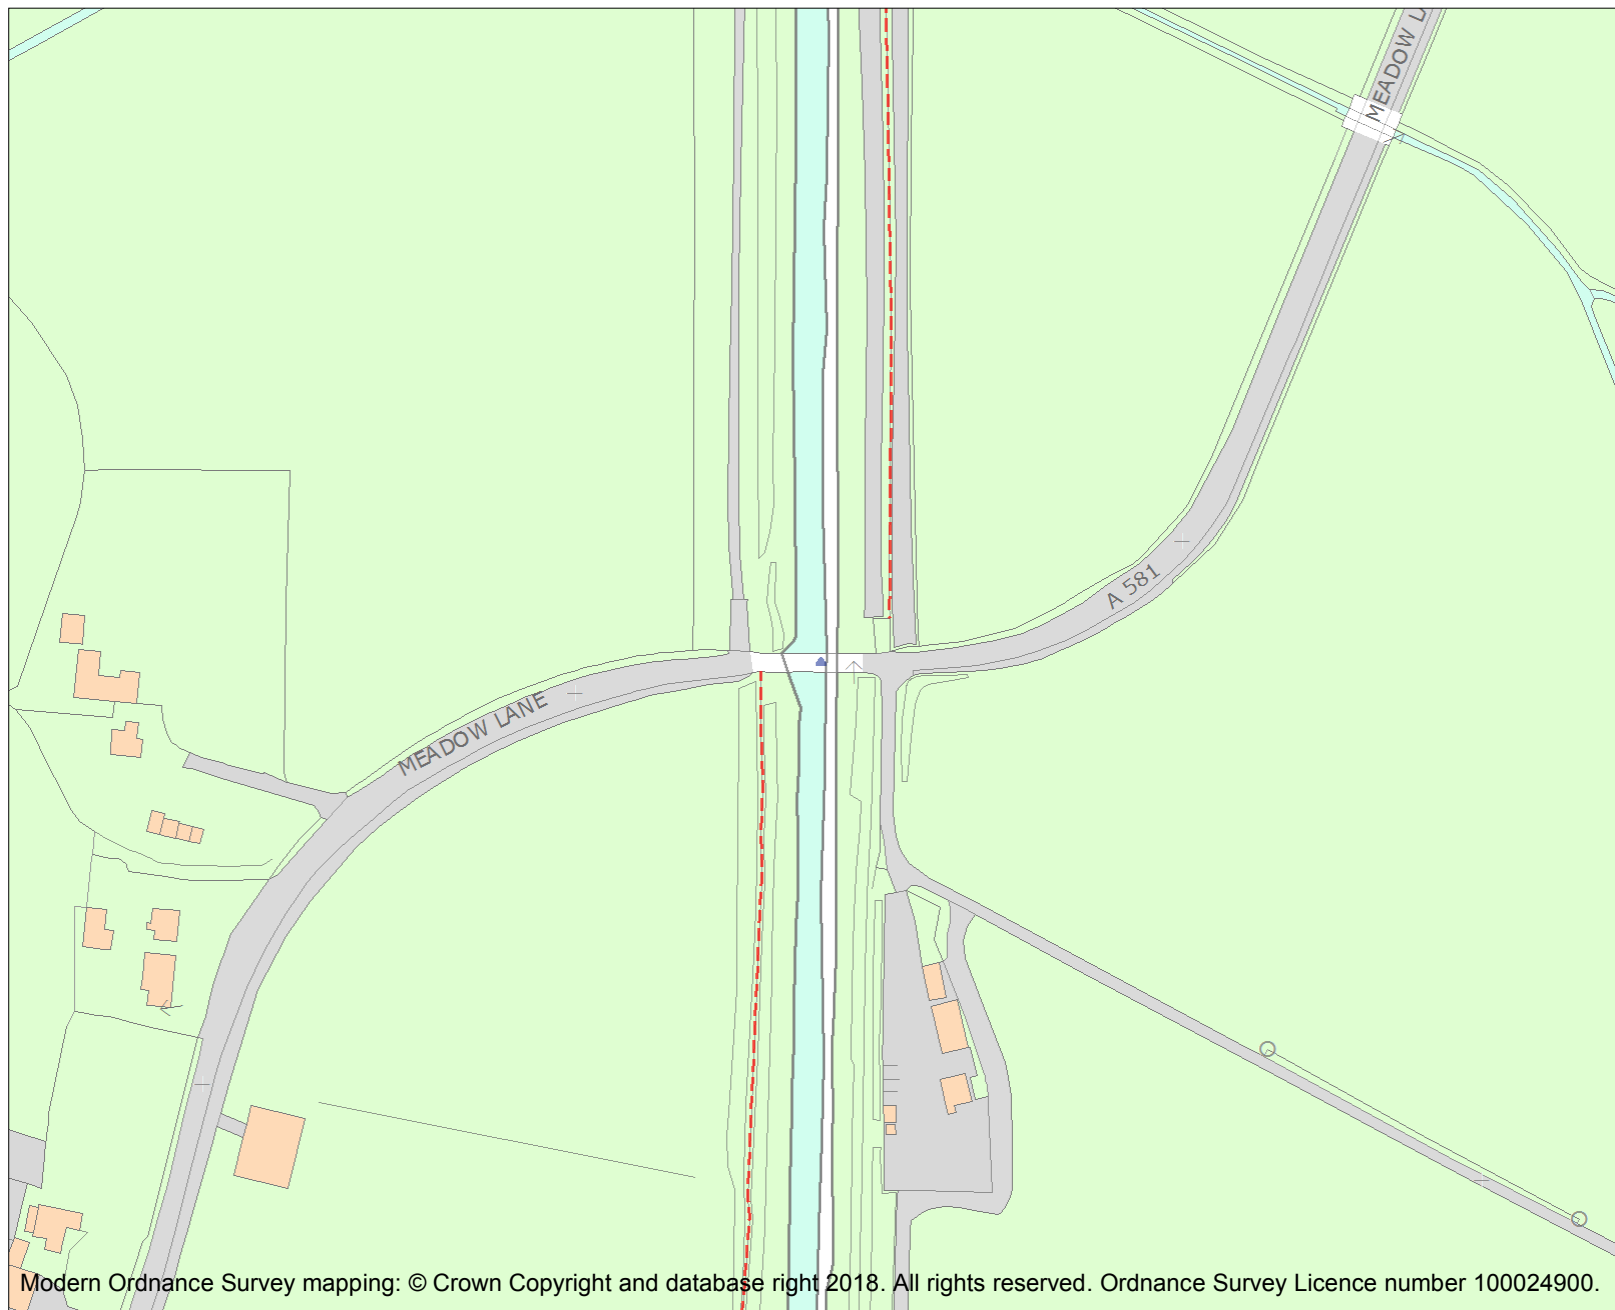 MEADOW LA
A 581
MEADOW LANE
Modern Ordnance Survey mapping: © Crown Copyright and database right 2018. All rights reserved. Ordnance Survey Licence number 100024900.